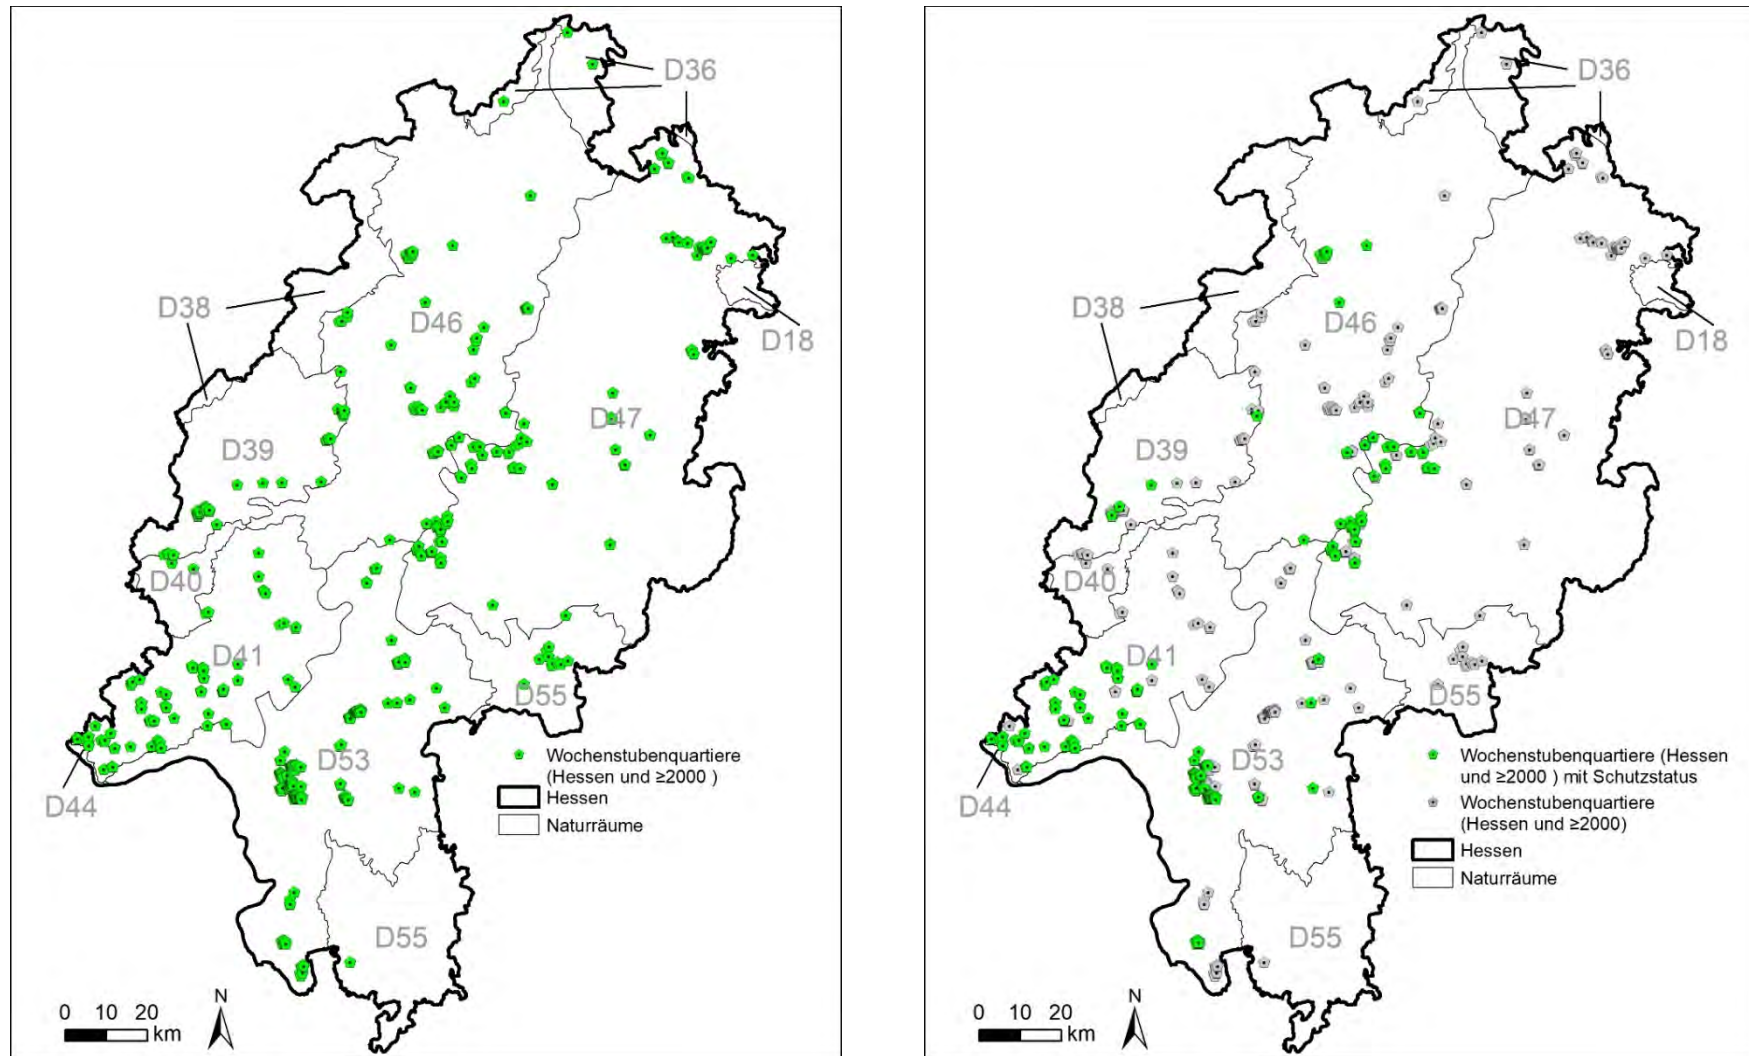 D36
D38
D46
D18
D47
D39
D40
D41
D55
Wochenstubenquartiere
(Hessen und ≥2000 )
Hessen
Naturräume
D53
D44
D55
0 10 20
km
N
D36
D38
D46
D18
D47
D39
D40
D41
D55
Wochenstubenquartiere (Hessen
und ≥2000 ) mit Schutzstatus
Wochenstubenquartiere
(Hessen und ≥2000)
Hessen
Naturräume
D53
D44
D55
0 10 20
km
N